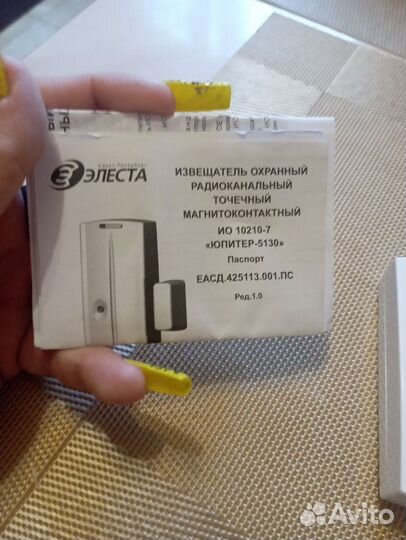 Санкт-Петербург
ЭЛЕСТА
ИЗВЕЩАТЕЛЬ ОХРАННЫЙ
РАДИОКАНАЛЬНЫЙ
ТОЧЕЧНЫЙ
МАГНИТОКОНТАКТНЫЙ
ИО 10210-7
«ЮПИТЕР-5130»
Паспорт
ЕАСД.425113.001.ПС
Ред.1.0
Avito